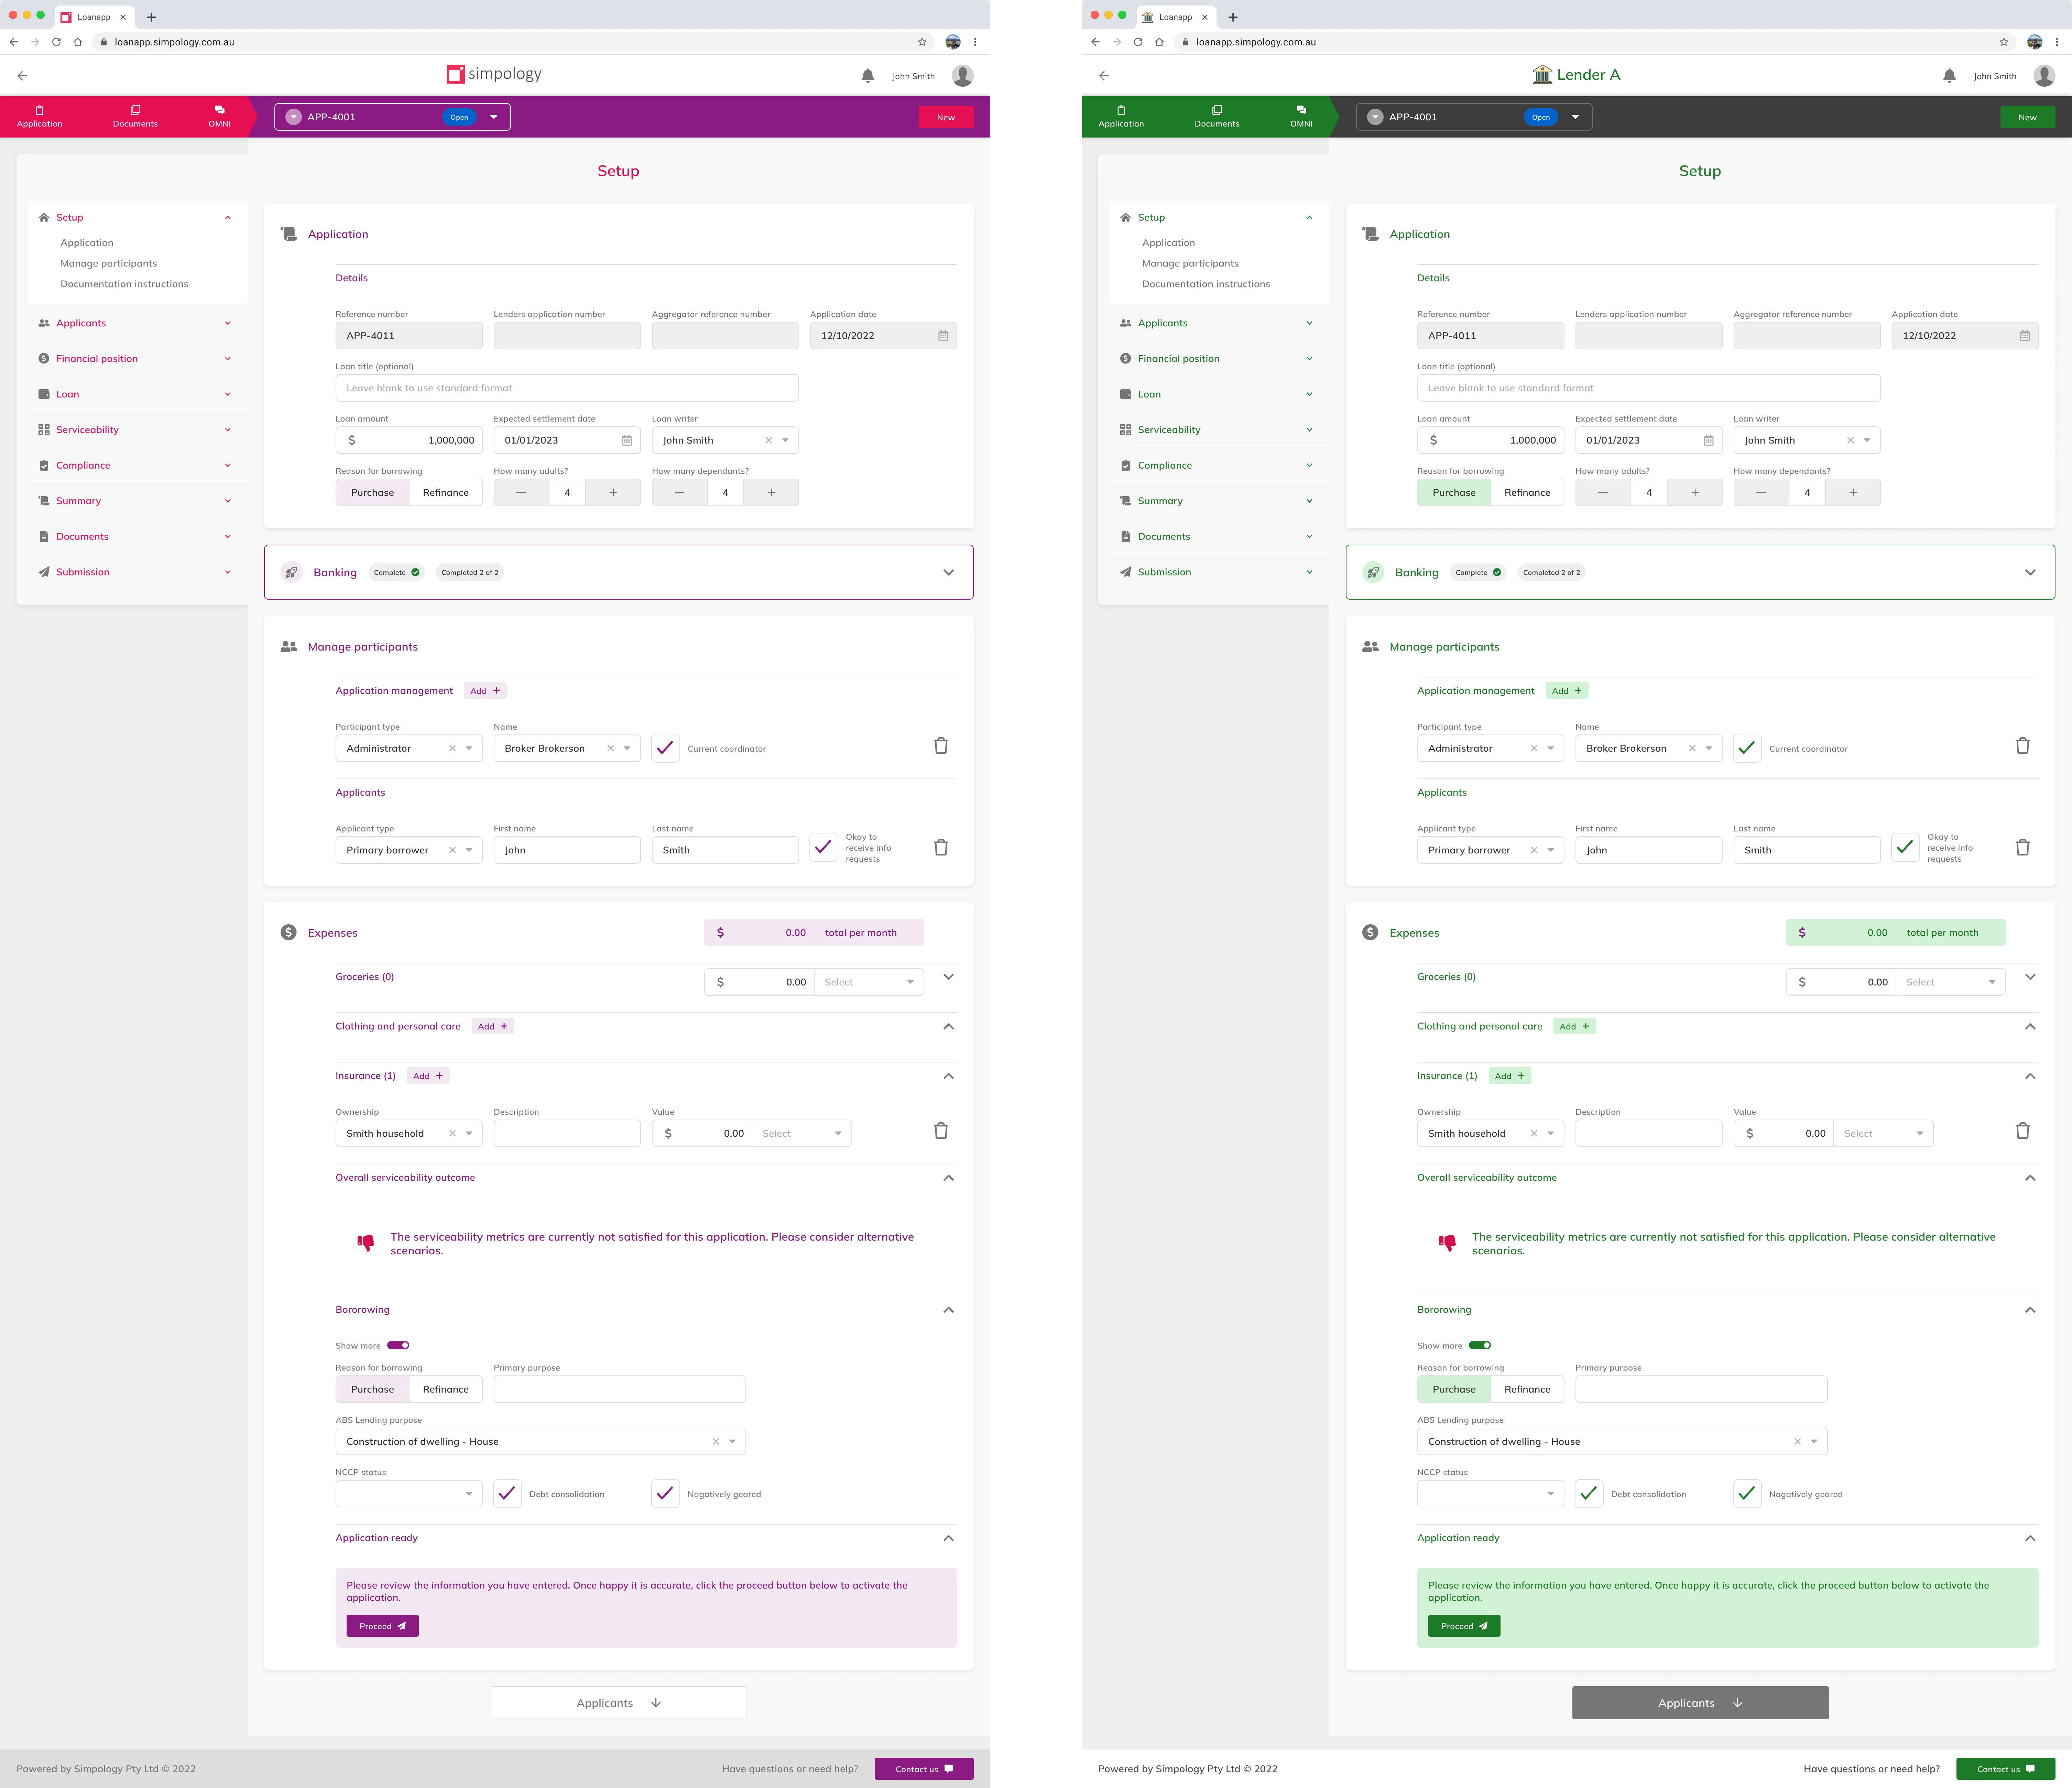 Loanapp
loanapp.simpology.com.au
simpology
John Smith
Application
Documents
OMNI
APP-4001
Open
New
Setup
Setup
Application
Manage participants
Documentation instructions
Applicants
Financial position
Loan
Serviceability
Compliance
Summary
Documents
Submission
Application
Details
Reference number Lenders application number Aggregator reference number Application date
APP-4011 12/10/2022
Loan title (optional)
Leave blank to use standard format
Loan amount Expected settlement date Loan writer
$ 1,000,000 01/01/2023 John Smith
Reason for borrowing How many adults? How many dependants?
Purchase Refinance — 4 + — 4 +
Banking Complete Completed 2 of 2
Manage participants
Application management Add +
Participant type Name
Administrator Broker Brokerson Current coordinator
Applicants
Applicant type First name Last name
Primary borrower John Smith
Okay to
receive info
requests
Expenses $ 0.00 total per month
Groceries (0) $ 0.00 Select
Clothing and personal care Add +
Insurance (1) Add +
Ownership Description Value
Smith household $ 0.00 Select
Overall serviceability outcome
The serviceability metrics are currently not satisfied for this application. Please consider alternative
scenarios.
Bororowing
Show more
Reason for borrowing Primary purpose
Purchase Refinance
ABS Lending purpose
Construction of dwelling - House
NCCP status
Debt consolidation Nagatively geared
Application ready
Please review the information you have entered. Once happy it is accurate, click the proceed button below to activate the
application.
Proceed
Applicants
Powered by Simpology Pty Ltd © 2022 Have questions or need help? Contact us
Loanapp
loanapp.simpology.com.au
Lender A
John Smith
Application
Documents
OMNI
APP-4001
Open
New
Setup
Setup
Application
Manage participants
Documentation instructions
Applicants
Financial position
Loan
Serviceability
Compliance
Summary
Documents
Submission
Application
Details
Reference number Lenders application number Aggregator reference number Application date
APP-4011 12/10/2022
Loan title (optional)
Leave blank to use standard format
Loan amount Expected settlement date Loan writer
$ 1,000,000 01/01/2023 John Smith
Reason for borrowing How many adults? How many dependants?
Purchase Refinance — 4 + — 4 +
Banking Complete Completed 2 of 2
Manage participants
Application management Add +
Participant type Name
Administrator Broker Brokerson Current coordinator
Applicants
Applicant type First name Last name
Primary borrower John Smith
Okay to
receive info
requests
Expenses $ 0.00 total per month
Groceries (0) $ 0.00 Select
Clothing and personal care Add +
Insurance (1) Add +
Ownership Description Value
Smith household $ 0.00 Select
Overall serviceability outcome
The serviceability metrics are currently not satisfied for this application. Please consider alternative
scenarios.
Bororowing
Show more
Reason for borrowing Primary purpose
Purchase Refinance
ABS Lending purpose
Construction of dwelling - House
NCCP status
Debt consolidation Nagatively geared
Application ready
Please review the information you have entered. Once happy it is accurate, click the proceed button below to activate the
application.
Proceed
Applicants
Powered by Simpology Pty Ltd © 2022 Have questions or need help? Contact us